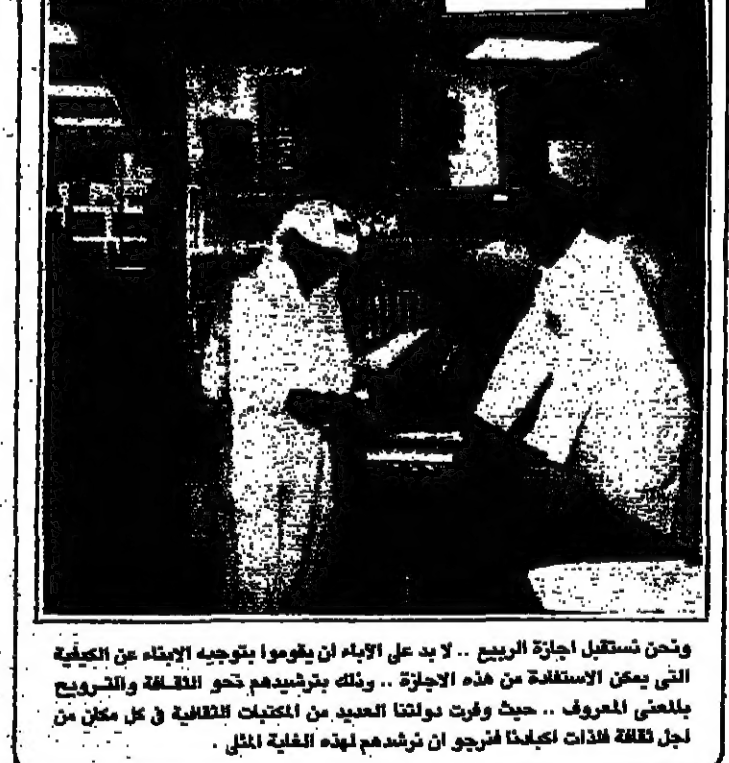 ونحن نستقبل اجازة الربيع .. لا بد على الآباء ان يقوموا بتوجيه الابناء عن الكيفية
التي يمكن الاستفادة من هذه الاجازة .. وذلك بترشيدهم نحو الثقافة والترويح
بالمعنى المعروف .. حيث وفرت دولتنا العديد من المكتبات الثقافية في كل مكان من
اجل ثقافة فلذات اكبادنا فنرجو ان نرشدهم لهذه الغاية المثلى .